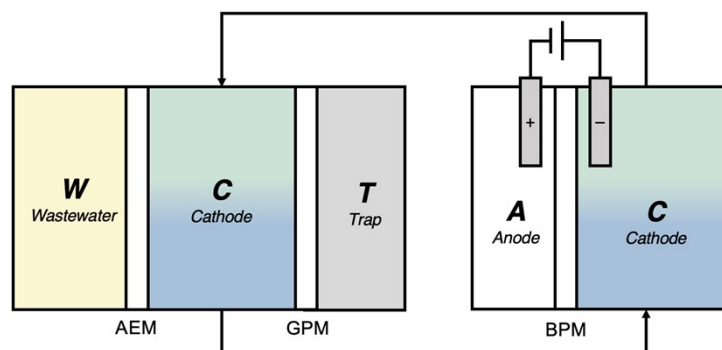 +
−
W
Wastewater
C
Cathode
T
Trap
A
Anode
C
Cathode
AEM
GPM
BPM